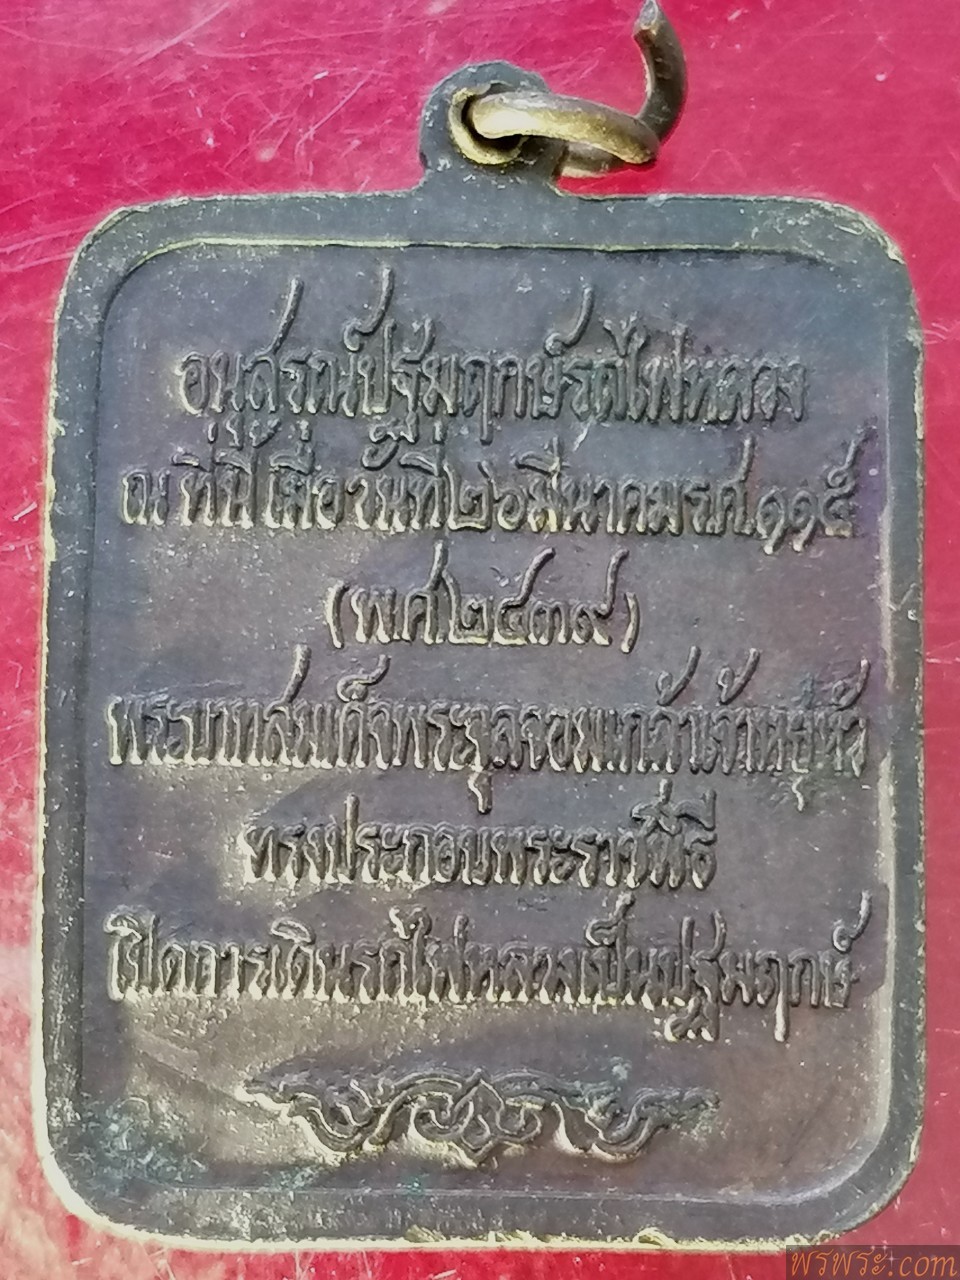 อนุสรณ์ปฐมฤกษ์รถไฟหลวง
ณ ที่นี้ เมื่อ วันที่ ๒๖ มีนาคม ร.ศ. ๑๑๕
(พ.ศ. ๒๔๓๙)
พระบาทสมเด็จพระจุลจอมเกล้าเจ้าอยู่หัว
ทรงประกอบพระราชพิธี
เปิดการเดินรถไฟหลวงเป็นปฐมฤกษ์
พรพระ.com